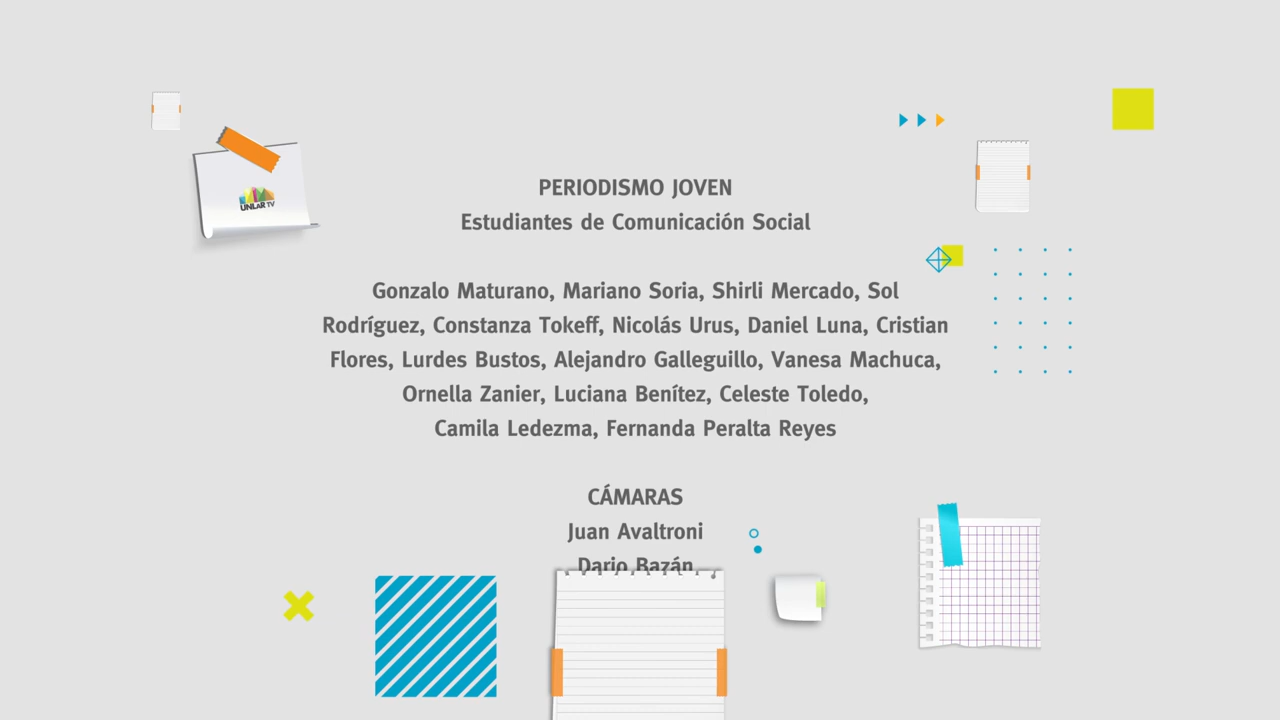 UNLAR TV
PERIODISMO JOVEN
Estudiantes de Comunicación Social
Gonzalo Maturano, Mariano Soria, Shirli Mercado, Sol
Rodríguez, Constanza Tokeff, Nicolás Urus, Daniel Luna, Cristian
Flores, Lurdes Bustos, Alejandro Galleguillo, Vanesa Machuca,
Ornella Zanier, Luciana Benítez, Celeste Toledo,
Camila Ledezma, Fernanda Peralta Reyes
CÁMARAS
Juan Avaltroni
Dario Bazán